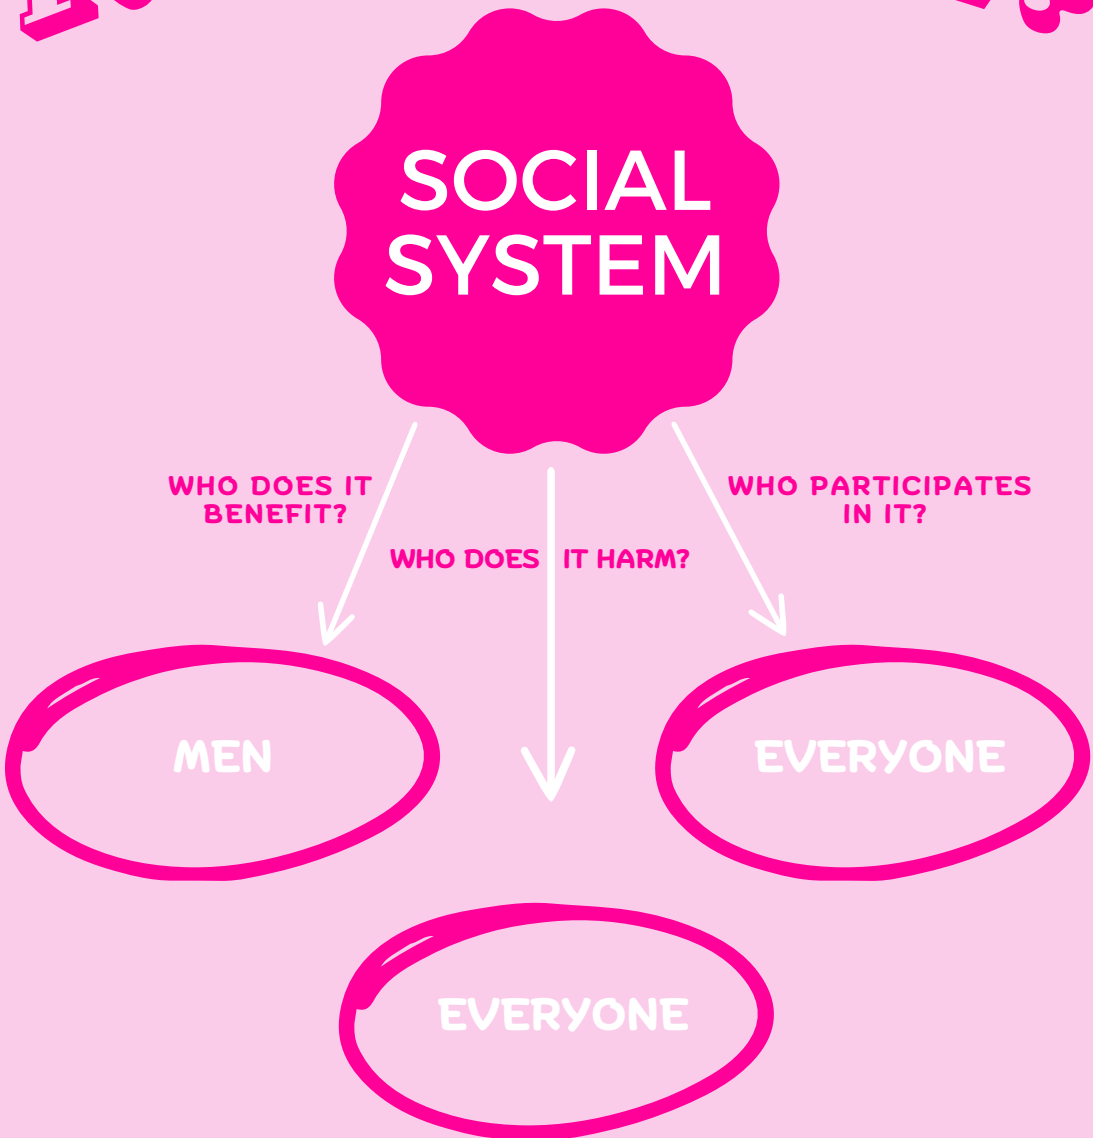 SOCIAL
SYSTEM
WHO DOES IT
BENEFIT?
WHO DOES IT HARM?
WHO PARTICIPATES
IN IT?
MEN
EVERYONE
EVERYONE